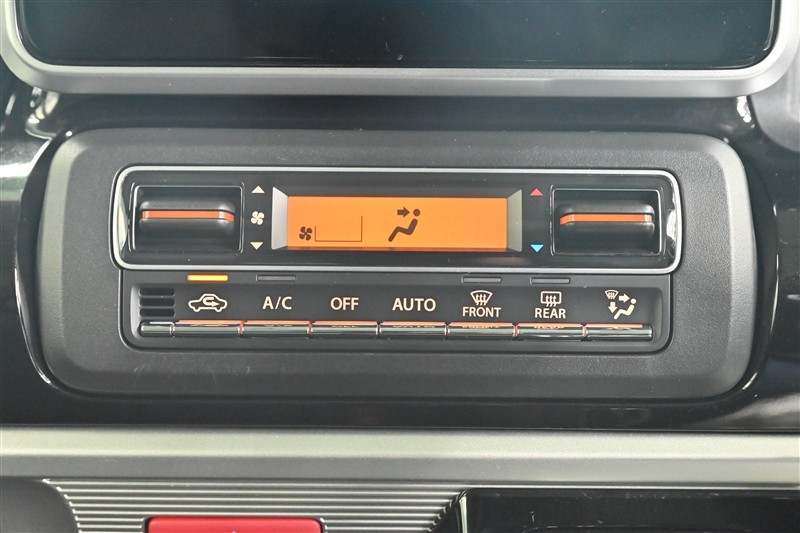 A/C OFF AUTO FRONT REAR